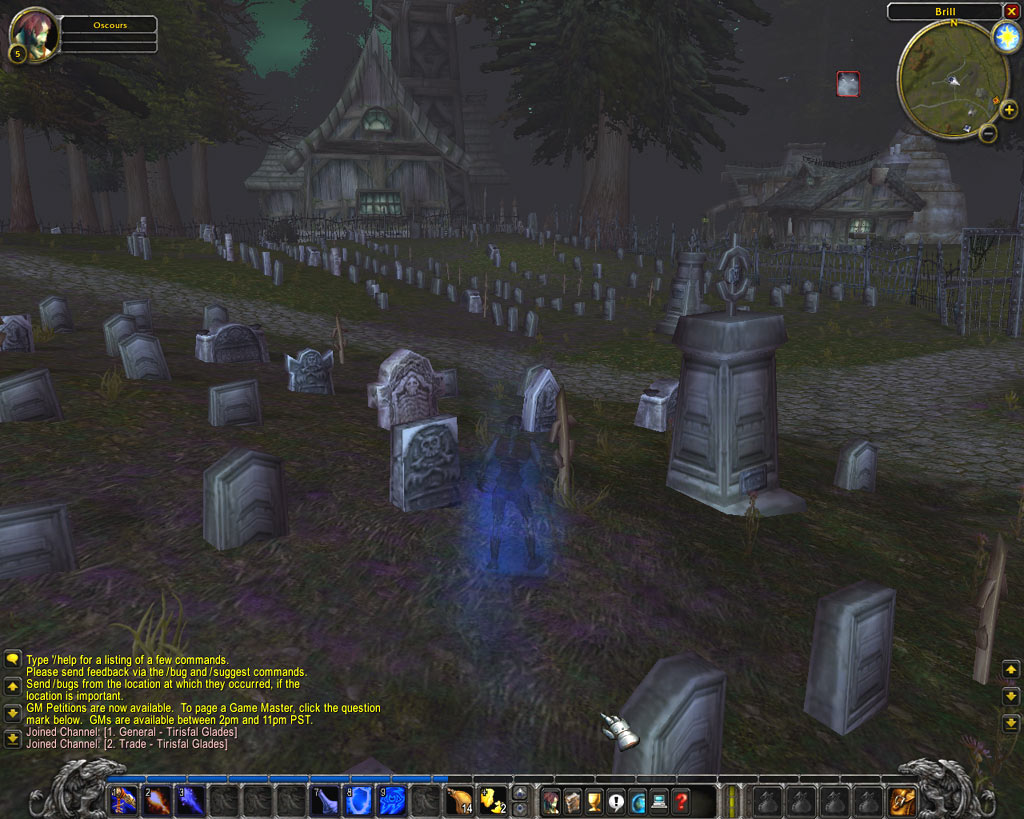 Oscours
5
Brill
N
Type '/help for a listing of a few commands.
Please send feedback via the /bug and /suggest commands.
Send /bugs from the location at which they occurred, if the
location is important.
GM Petitions are now available. To page a Game Master, click the question
mark below. GMs are available between 2pm and 11pm PST.
Joined Channel: [1. General - Tirisfal Glades]
Joined Channel: [2. Trade - Tirisfal Glades]
1 2 3 7 8 9 14 2